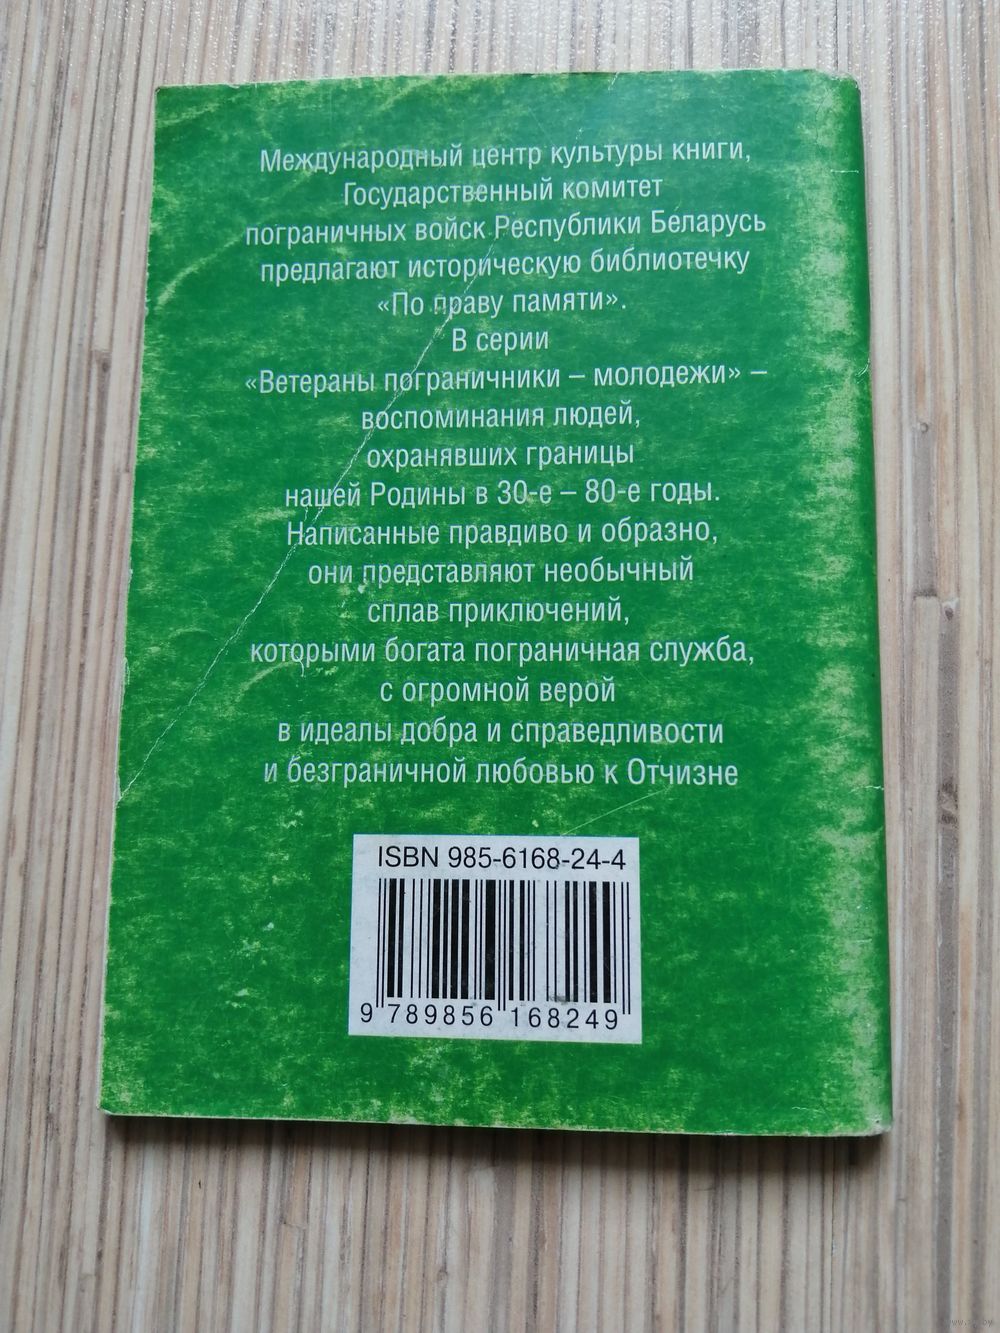 Международный центр культуры книги,
Государственный комитет
пограничных войск Республики Беларусь
предлагают историческую библиотечку
«По праву памяти».
В серии
«Ветераны пограничники – молодежи» –
воспоминания людей,
охранявших границы
нашей Родины в 30-е – 80-е годы.
Написанные правдиво и образно,
они представляют необычный
сплав приключений,
которыми богата пограничная служба,
с огромной верой
в идеалы добра и справедливости
и безграничной любовью к Отчизне
ISBN 985-6168-24-4
9 789856 168249